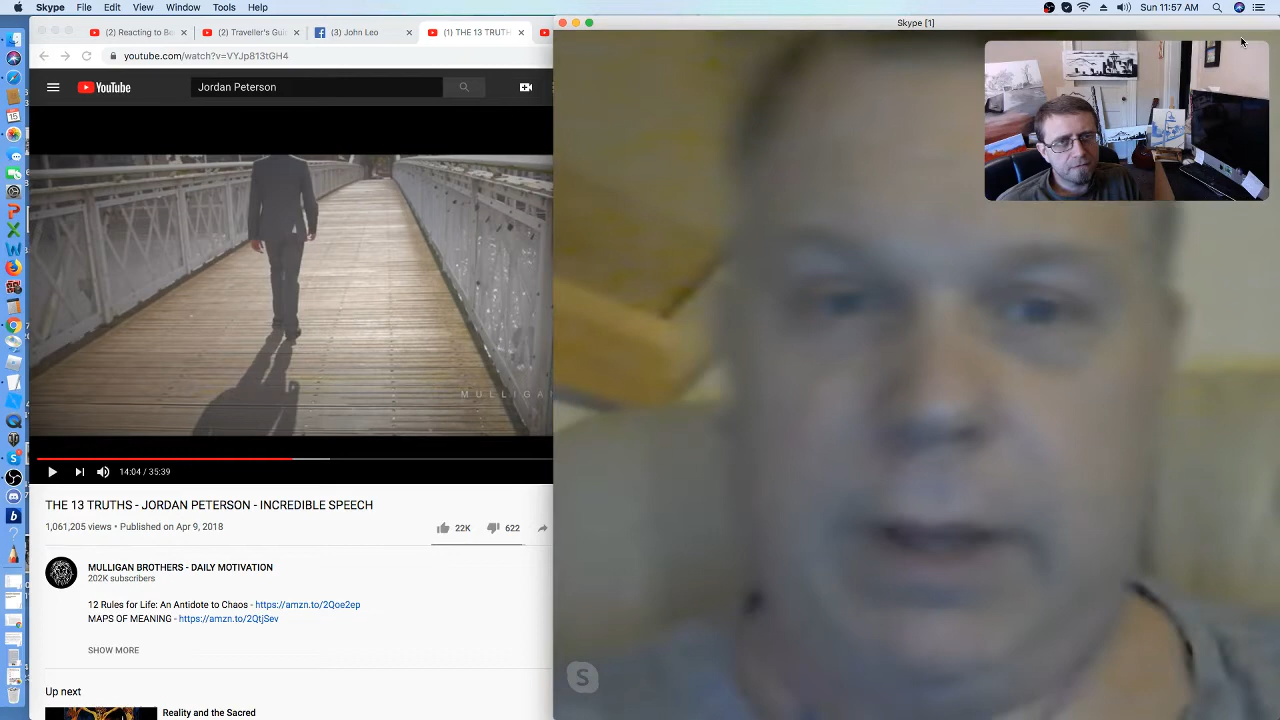 Skype File Edit View Window Tools Help
Sun 11:57 AM
(2) Reacting to Ba
(2) Traveller's Guid
(3) John Leo
(1) THE 13 TRUTH
Skype [1]
youtube.com/watch?v=VYJp813tGH4
YouTube
Jordan Peterson
MULLIGA
14:04 / 35:39
THE 13 TRUTHS - JORDAN PETERSON - INCREDIBLE SPEECH
1,061,205 views • Published on Apr 9, 2018
22K 622
MULLIGAN BROTHERS - DAILY MOTIVATION
202K subscribers
12 Rules for Life: An Antidote to Chaos - https://amzn.to/2Qoe2ep
MAPS OF MEANING - https://amzn.to/2QtjSev
SHOW MORE
Up next
Reality and the Sacred